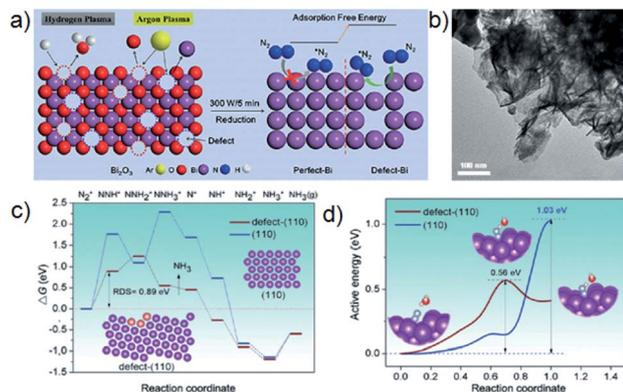 a)
Hydrogen Plasma
Argon Plasma
Adsorption Free Energy
N₂
*N₂
*N₂
N₂
300 W/5 min
Reduction
Defect
Bi₂O₃
Ar O Bi N H
Perfect-Bi
Defect-Bi
b)
100 nm
c)
N₂* NNH* NNH₂* NNH₃* N* NH* NH₂* NH₃* NH₃(g)
2.5
2.0
1.5
1.0
0.5
0.0
-0.5
-1.0
-1.5
ΔG (eV)
defect-(110)
(110)
NH₃
RDS= 0.89 eV
(110)
defect-(110)
Reaction coordinate
d)
1.0
0.5
0.0
Active energy (eV)
defect-(110)
(110)
1.03 eV
0.56 eV
0.0 0.2 0.4 0.6 0.8 1.0 1.2 1.4
Reaction coordinate